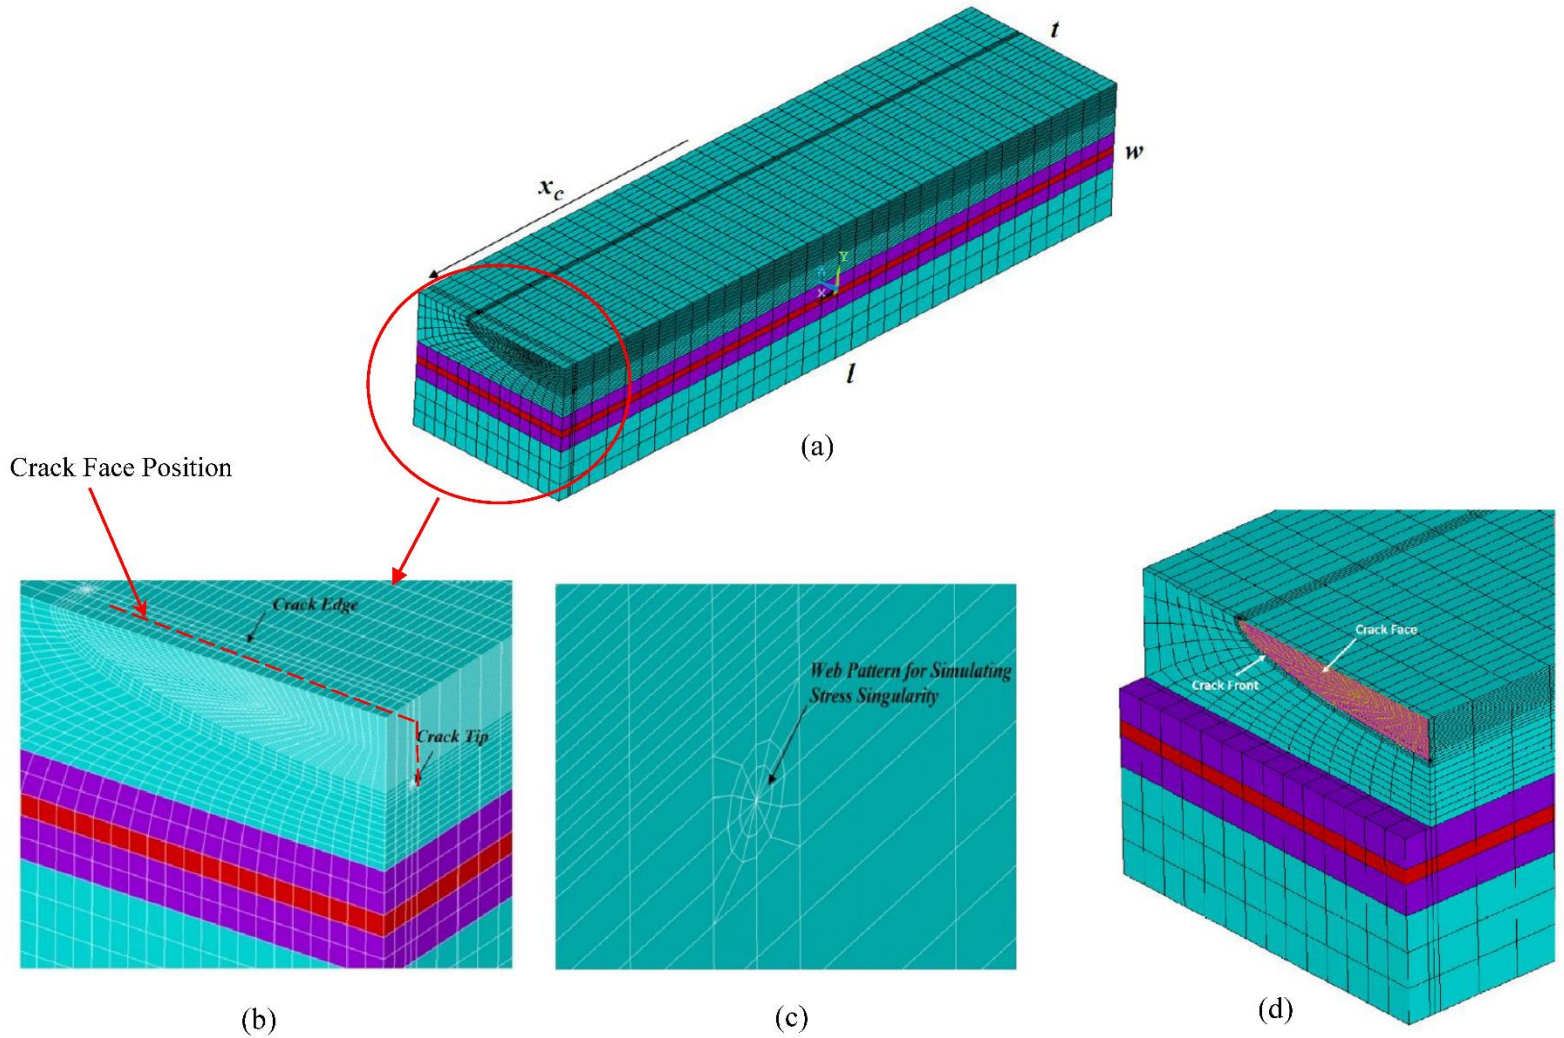 t
w
x_c
Y
X
l
(a)
Crack Face Position
Crack Edge
Crack Tip
(b)
Web Pattern for Simulating
Stress Singularity
(c)
Crack Face
Crack Front
(d)